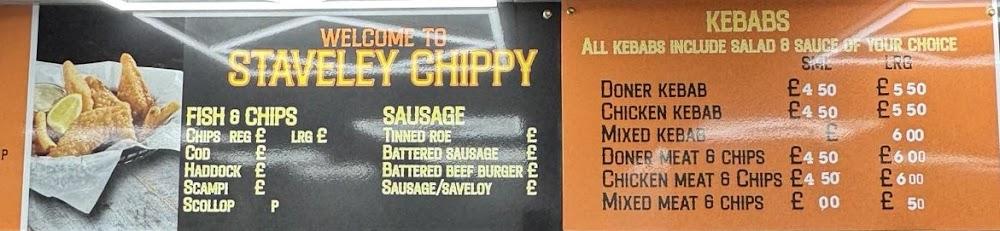 P
WELCOME TO
STAVELEY CHIPPY
FISH & CHIPS
CHIPS REG £ LRG £
COD £
HADDOCK £
SCAMPI £
SCOLLOP P
SAUSAGE
TINNED ROE £
BATTERED SAUSAGE £
BATTERED BEEF BURGER £
SAUSAGE/SAVELOY £
KEBABS
ALL KEBABS INCLUDE SALAD & SAUCE OF YOUR CHOICE
SML LRG
DONER KEBAB £4 50 £5 50
CHICKEN KEBAB £4 50 £5 50
MIXED KEBAB £ 6 00
DONER MEAT & CHIPS £4 50 £6 00
CHICKEN MEAT & CHIPS £4 50 £6 00
MIXED MEAT & CHIPS £ 00 £ 50